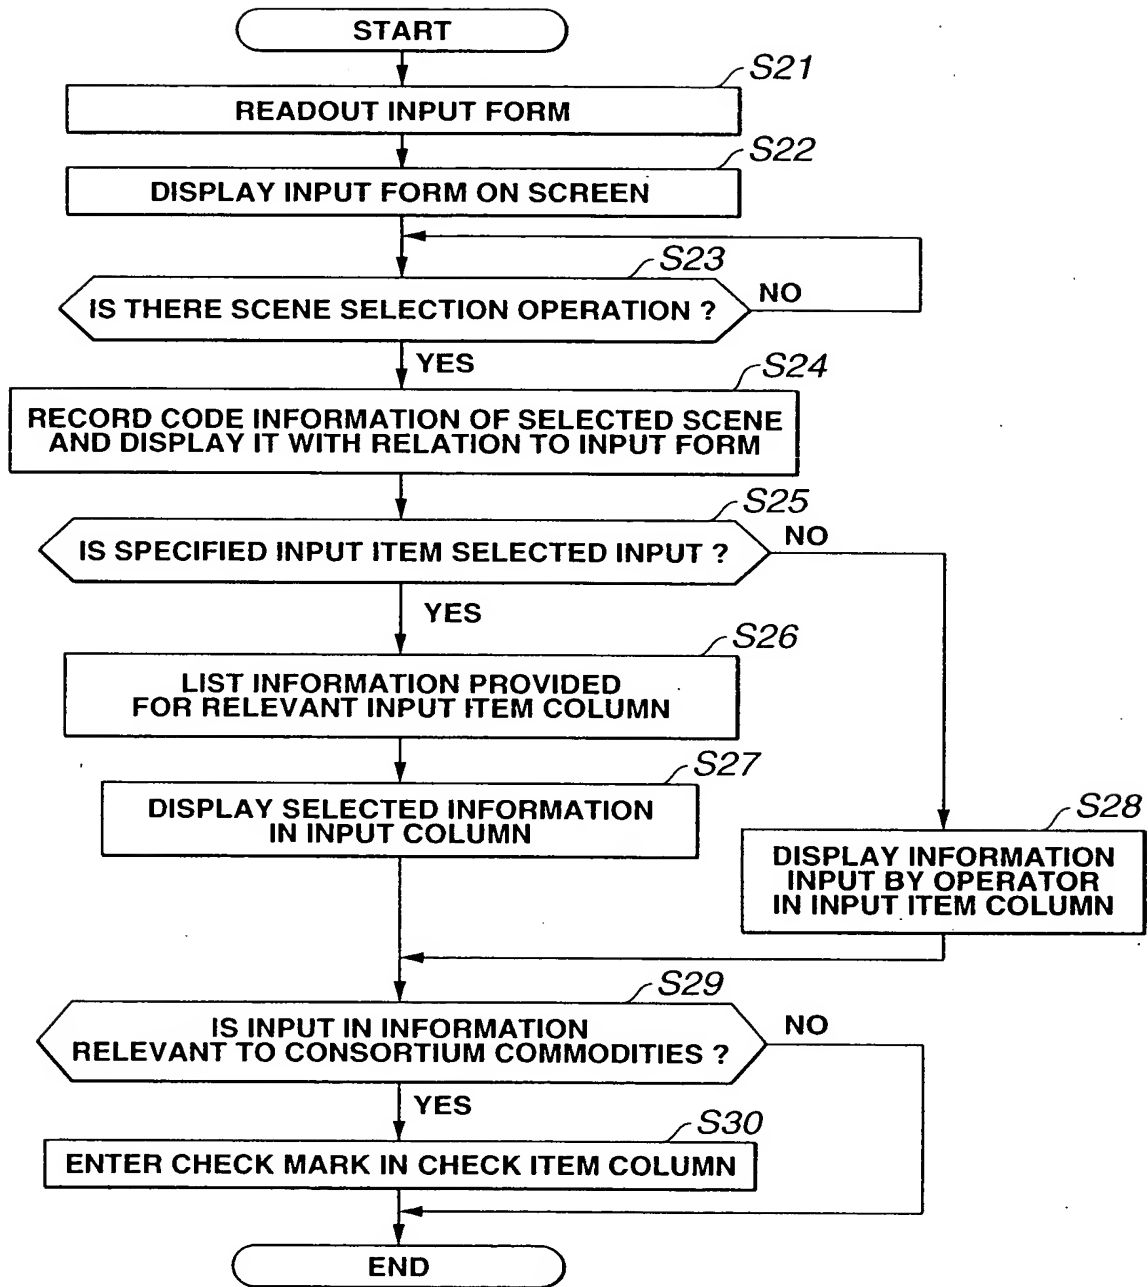 START
S21
READOUT INPUT FORM
S22
DISPLAY INPUT FORM ON SCREEN
S23
IS THERE SCENE SELECTION OPERATION ?
NO
YES
S24
RECORD CODE INFORMATION OF SELECTED SCENE
AND DISPLAY IT WITH RELATION TO INPUT FORM
S25
IS SPECIFIED INPUT ITEM SELECTED INPUT ?
NO
YES
S26
LIST INFORMATION PROVIDED
FOR RELEVANT INPUT ITEM COLUMN
S27
DISPLAY SELECTED INFORMATION
IN INPUT COLUMN
S28
DISPLAY INFORMATION
INPUT BY OPERATOR
IN INPUT ITEM COLUMN
S29
IS INPUT IN INFORMATION
RELEVANT TO CONSORTIUM COMMODITIES ?
NO
YES
S30
ENTER CHECK MARK IN CHECK ITEM COLUMN
END